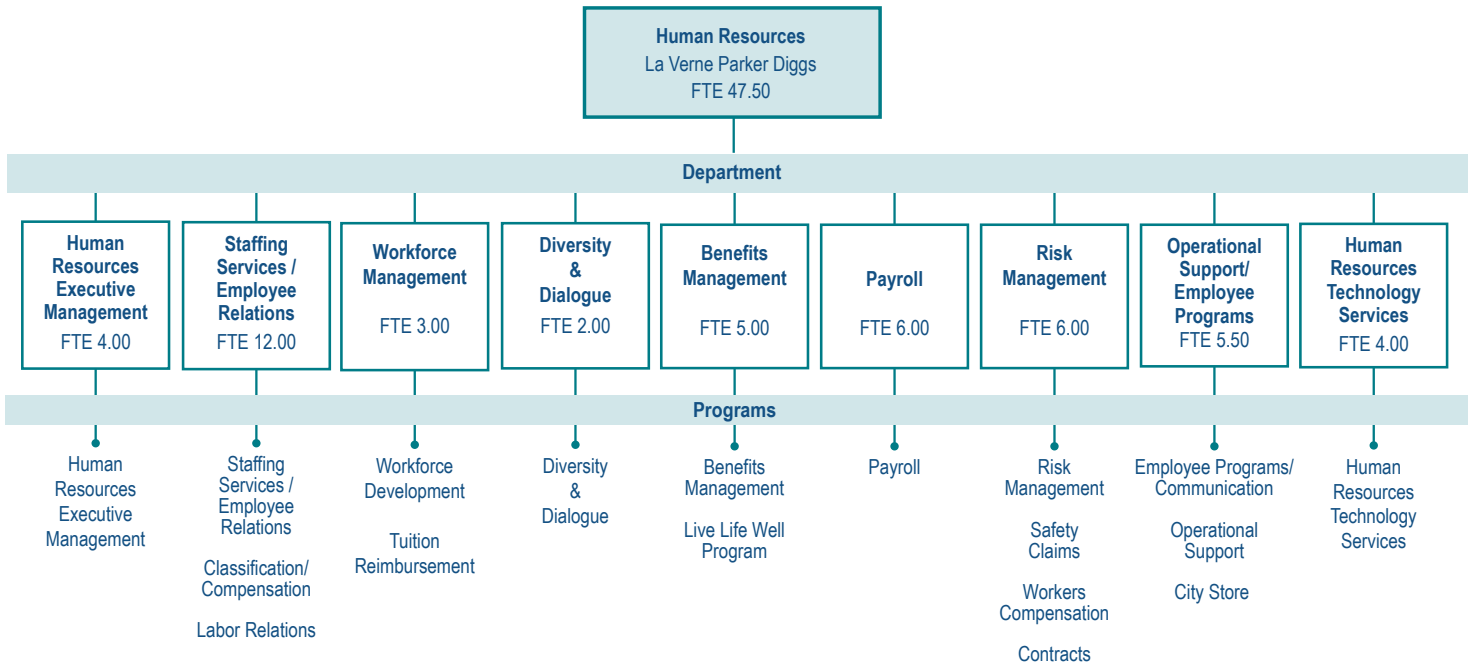 Human Resources
La Verne Parker Diggs
FTE 47.50
Department
Human
Resources
Executive
Management
FTE 4.00
Staffing
Services /
Employee
Relations
FTE 12.00
Workforce
Management
FTE 3.00
Diversity
&
Dialogue
FTE 2.00
Benefits
Management
FTE 5.00
Payroll
FTE 6.00
Risk
Management
FTE 6.00
Operational
Support/
Employee
Programs
FTE 5.50
Human
Resources
Technology
Services
FTE 4.00
Programs
Human
Resources
Executive
Management
Staffing
Services /
Employee
Relations
Classification/
Compensation
Labor Relations
Workforce
Development
Tuition
Reimbursement
Diversity
&
Dialogue
Benefits
Management
Live Life Well
Program
Payroll
Risk
Management
Safety
Claims
Workers
Compensation
Contracts
Employee Programs/
Communication
Operational
Support
City Store
Human
Resources
Technology
Services